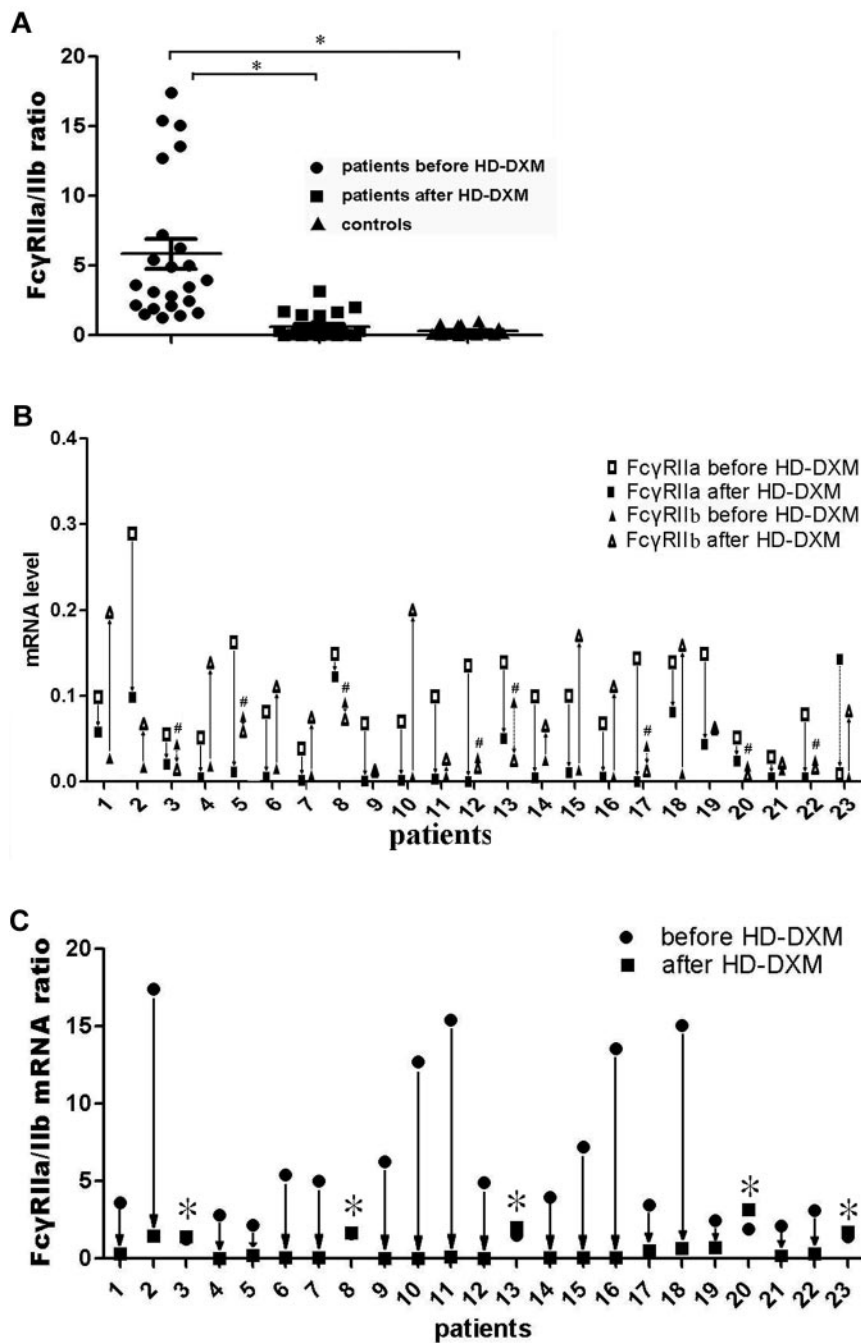 A
*
*
20
15
10
5
0
FcγRIIa/IIb ratio
patients before HD-DXM
patients after HD-DXM
controls
B
0.4
0.3
0.2
0.1
0.0
mRNA level
FcγRIIa before HD-DXM
FcγRIIa after HD-DXM
FcγRIIb before HD-DXM
FcγRIIb after HD-DXM
# # # # # # # #
1 2 3 4 5 6 7 8 9 10 11 12 13 14 15 16 17 18 19 20 21 22 23
patients
C
20
15
10
5
0
FcγRIIa/IIb mRNA ratio
before HD-DXM
after HD-DXM
* * * * *
1 2 3 4 5 6 7 8 9 10 11 12 13 14 15 16 17 18 19 20 21 22 23
patients